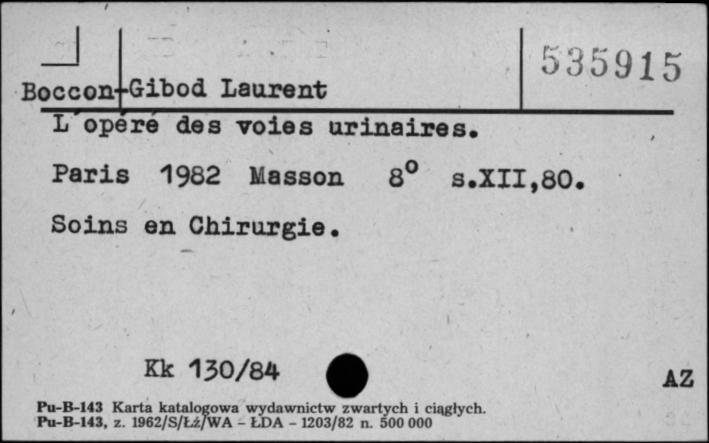 535915
Boccon-Gibod Laurent
L'opéré des voies urinaires.
Paris 1982 Masson 8° s.XII,80.
Soins en Chirurgie.
Kk 130/84
AZ
Pu-B-143 Karta katalogowa wydawnictw zwartych i ciągłych.
Pu-B-143, z. 1962/S/Łź/WA – ŁDA – 1203/82 n. 500 000